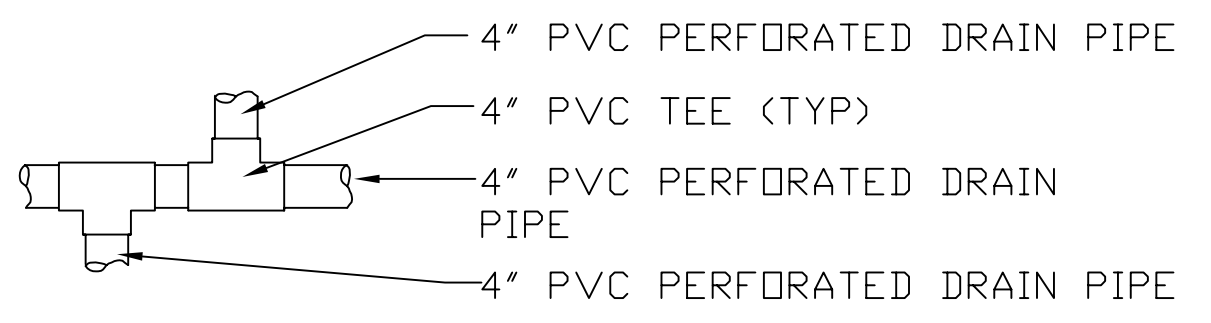 4" PVC PERFORATED DRAIN PIPE
4" PVC TEE (TYP)
4" PVC PERFORATED DRAIN
PIPE
4" PVC PERFORATED DRAIN PIPE